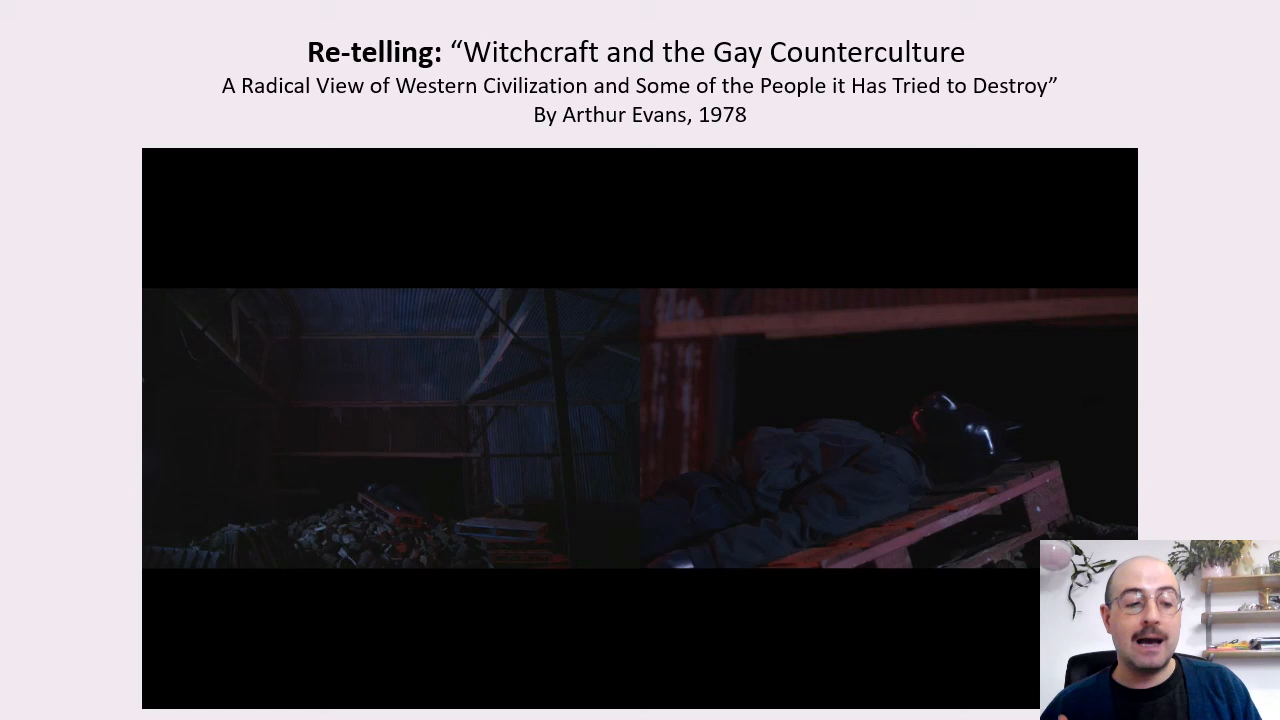 Re-telling: “Witchcraft and the Gay Counterculture
A Radical View of Western Civilization and Some of the People it Has Tried to Destroy”
By Arthur Evans, 1978